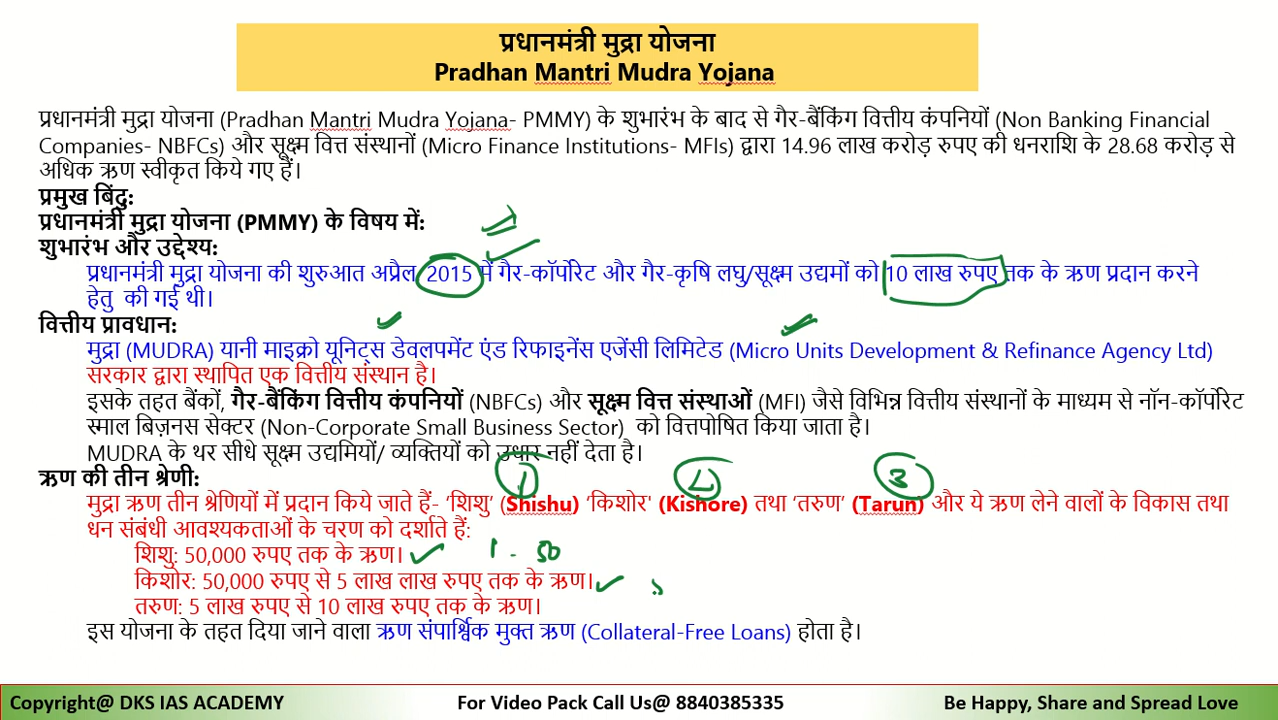 प्रधानमंत्री मुद्रा योजना
Pradhan Mantri Mudra Yojana
प्रधानमंत्री मुद्रा योजना (Pradhan Mantri Mudra Yojana- PMMY) के शुभारंभ के बाद से गैर-बैंकिंग वित्तीय कंपनियों (Non Banking Financial
Companies- NBFCs) और सूक्ष्म वित्त संस्थानों (Micro Finance Institutions- MFIs) द्वारा 14.96 लाख करोड़ रुपए की धनराशि के 28.68 करोड़ से
अधिक ऋण स्वीकृत किये गए हैं।
प्रमुख बिंदु:
प्रधानमंत्री मुद्रा योजना (PMMY) के विषय में:
शुभारंभ और उद्देश्य:
प्रधानमंत्री मुद्रा योजना की शुरुआत अप्रैल 2015 में गैर-कॉर्पोरेट और गैर-कृषि लघु/सूक्ष्म उद्यमों को 10 लाख रुपए तक के ऋण प्रदान करने
हेतु की गई थी।
वित्तीय प्रावधान:
मुद्रा (MUDRA) यानी माइक्रो यूनिट्स डेवलपमेंट एंड रिफाइनेंस एजेंसी लिमिटेड (Micro Units Development & Refinance Agency Ltd)
सरकार द्वारा स्थापित एक वित्तीय संस्थान है।
इसके तहत बैंकों, गैर-बैंकिंग वित्तीय कंपनियों (NBFCs) और सूक्ष्म वित्त संस्थाओं (MFI) जैसे विभिन्न वित्तीय संस्थानों के माध्यम से नॉन-कॉर्पोरेट
स्माल बिज़नस सेक्टर (Non-Corporate Small Business Sector) को वित्तपोषित किया जाता है।
MUDRA के थर सीधे सूक्ष्म उद्यमियों/ व्यक्तियों को उधार नहीं देता है।
1 2 3
ऋण की तीन श्रेणी:
मुद्रा ऋण तीन श्रेणियों में प्रदान किये जाते हैं- ‘शिशु’ (Shishu) ‘किशोर' (Kishore) तथा ‘तरुण’ (Tarun) और ये ऋण लेने वालों के विकास तथा
धन संबंधी आवश्यकताओं के चरण को दर्शाते हैं:
शिशु: 50,000 रुपए तक के ऋण। 1 - 50
किशोर: 50,000 रुपए से 5 लाख लाख रुपए तक के ऋण।
तरुण: 5 लाख रुपए से 10 लाख रुपए तक के ऋण।
इस योजना के तहत दिया जाने वाला ऋण संपार्श्विक मुक्त ऋण (Collateral-Free Loans) होता है।
Copyright@ DKS IAS ACADEMY
For Video Pack Call Us@ 8840385335
Be Happy, Share and Spread Love